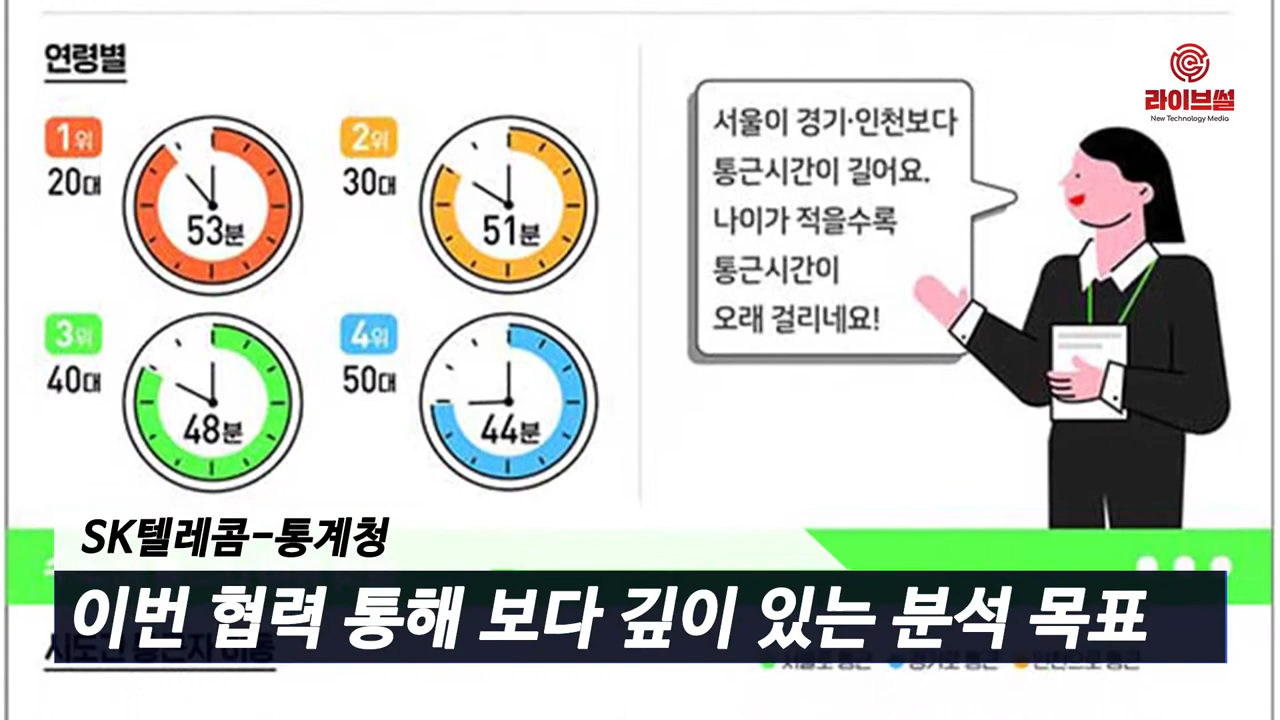 연령별
라이브썰
New Technology Media
1위
20대
53분
2위
30대
51분
3위
40대
48분
4위
50대
44분
서울이 경기·인천보다
통근시간이 길어요.
나이가 적을수록
통근시간이
오래 걸리네요!
SK텔레콤-통계청
이번 협력 통해 보다 깊이 있는 분석 목표